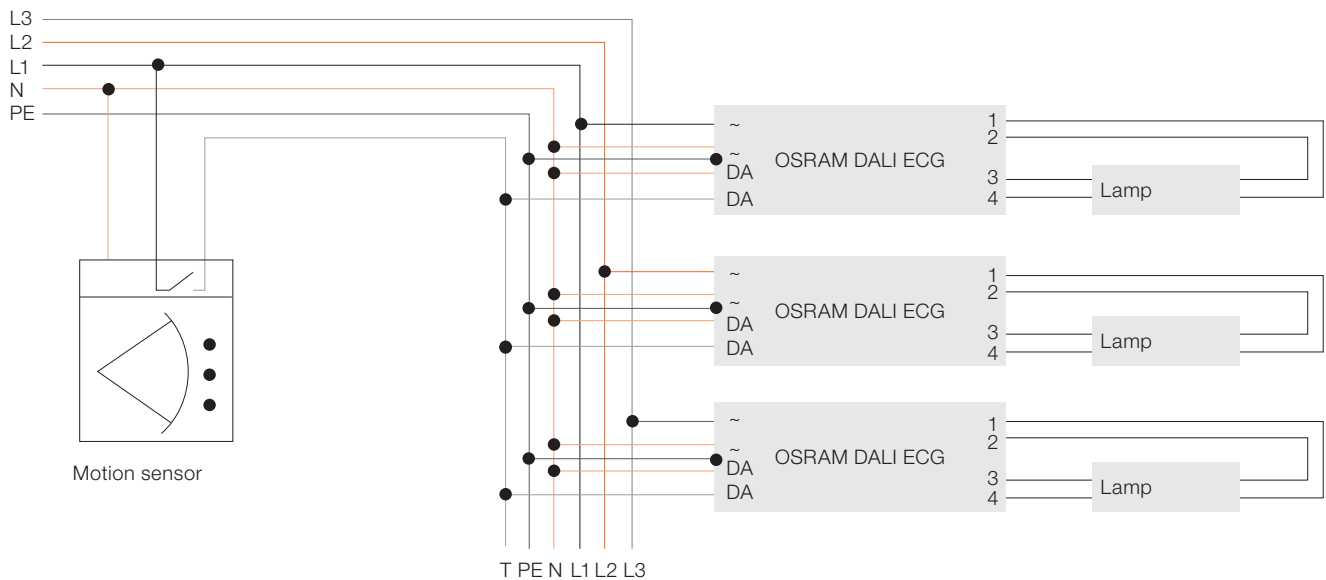 L3
L2
L1
N
PE
~
~
DA
DA
OSRAM DALI ECG
1
2
3
4
Lamp
~
~
DA
DA
OSRAM DALI ECG
1
2
3
4
Lamp
~
~
DA
DA
OSRAM DALI ECG
1
2
3
4
Lamp
Motion sensor
T PE N L1 L2 L3